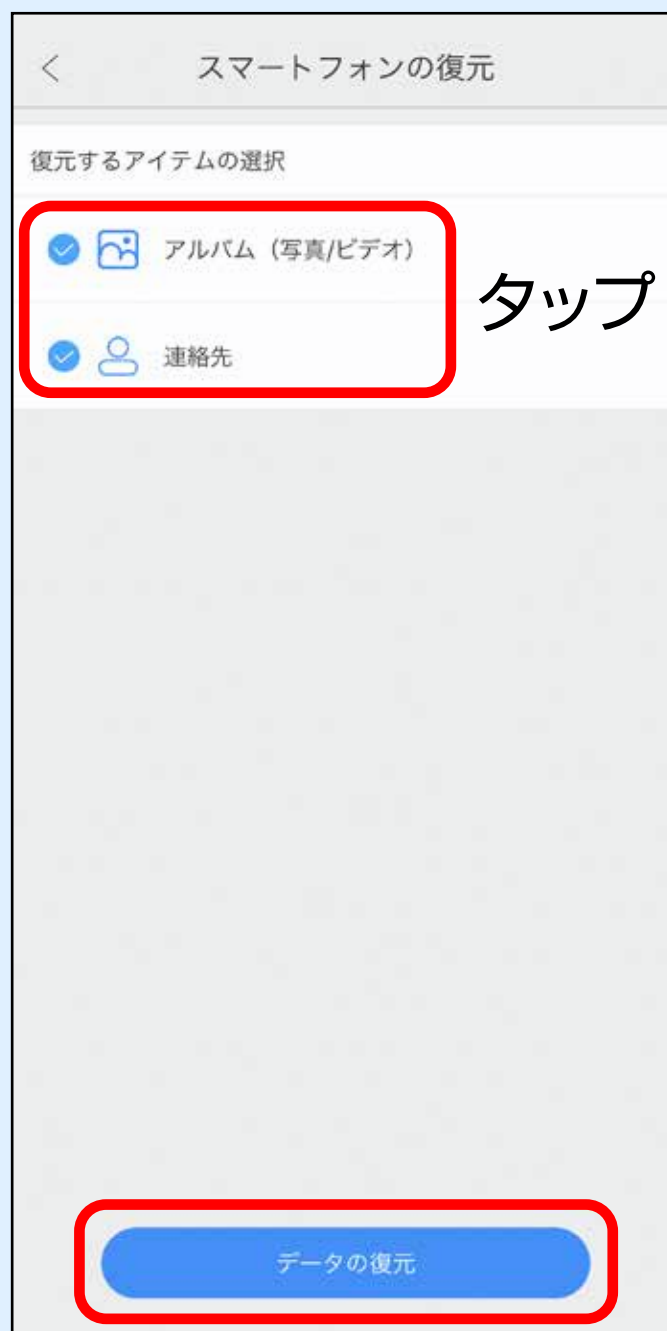 スマートフォンの復元
復元するアイテムの選択
アルバム（写真/ビデオ）
タップ
連絡先
データの復元